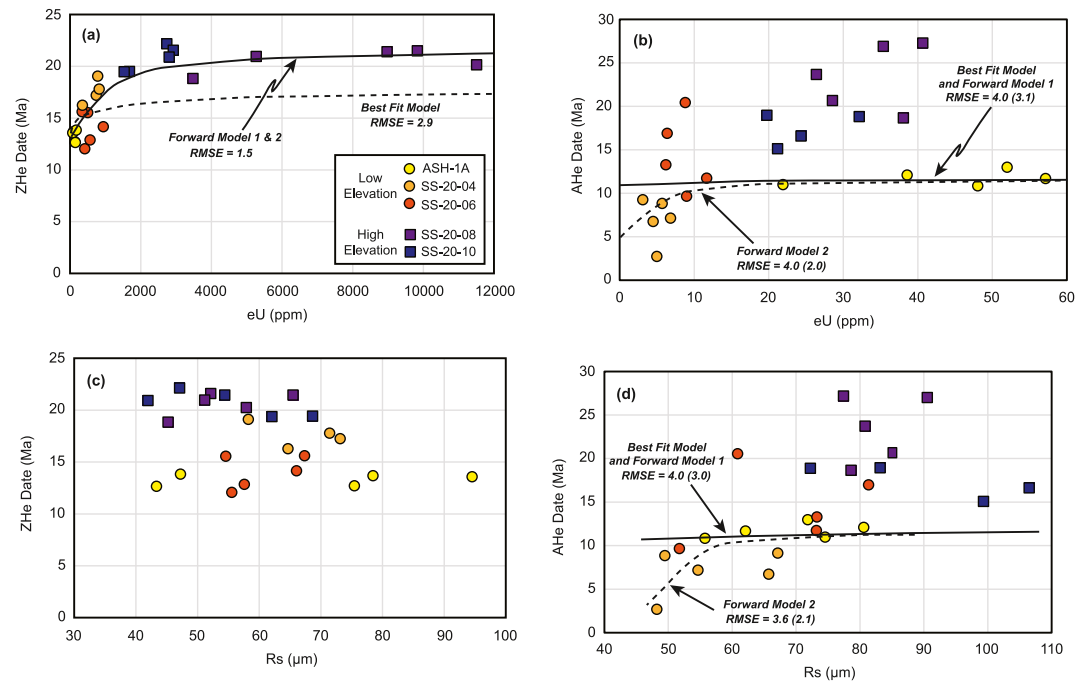 (a)
25
20
15
10
5
0
ZHe Date (Ma)
0 2000 4000 6000 8000 10000 12000
eU (ppm)
Forward Model 1 & 2
RMSE = 1.5
Best Fit Model
RMSE = 2.9
Low
Elevation
ASH-1A
SS-20-04
SS-20-06
High
Elevation
SS-20-08
SS-20-10
(b)
30
25
20
15
10
5
0
AHe Date (Ma)
0 10 20 30 40 50 60
eU (ppm)
Best Fit Model
and Forward Model 1
RMSE = 4.0 (3.1)
Forward Model 2
RMSE = 4.0 (2.0)
(c)
25
20
15
10
5
0
ZHe Date (Ma)
30 40 50 60 70 80 90 100
Rs (µm)
(d)
30
25
20
15
10
5
0
AHe Date (Ma)
40 50 60 70 80 90 100 110
Rs (µm)
Best Fit Model
and Forward Model 1
RMSE = 4.0 (3.0)
Forward Model 2
RMSE = 3.6 (2.1)